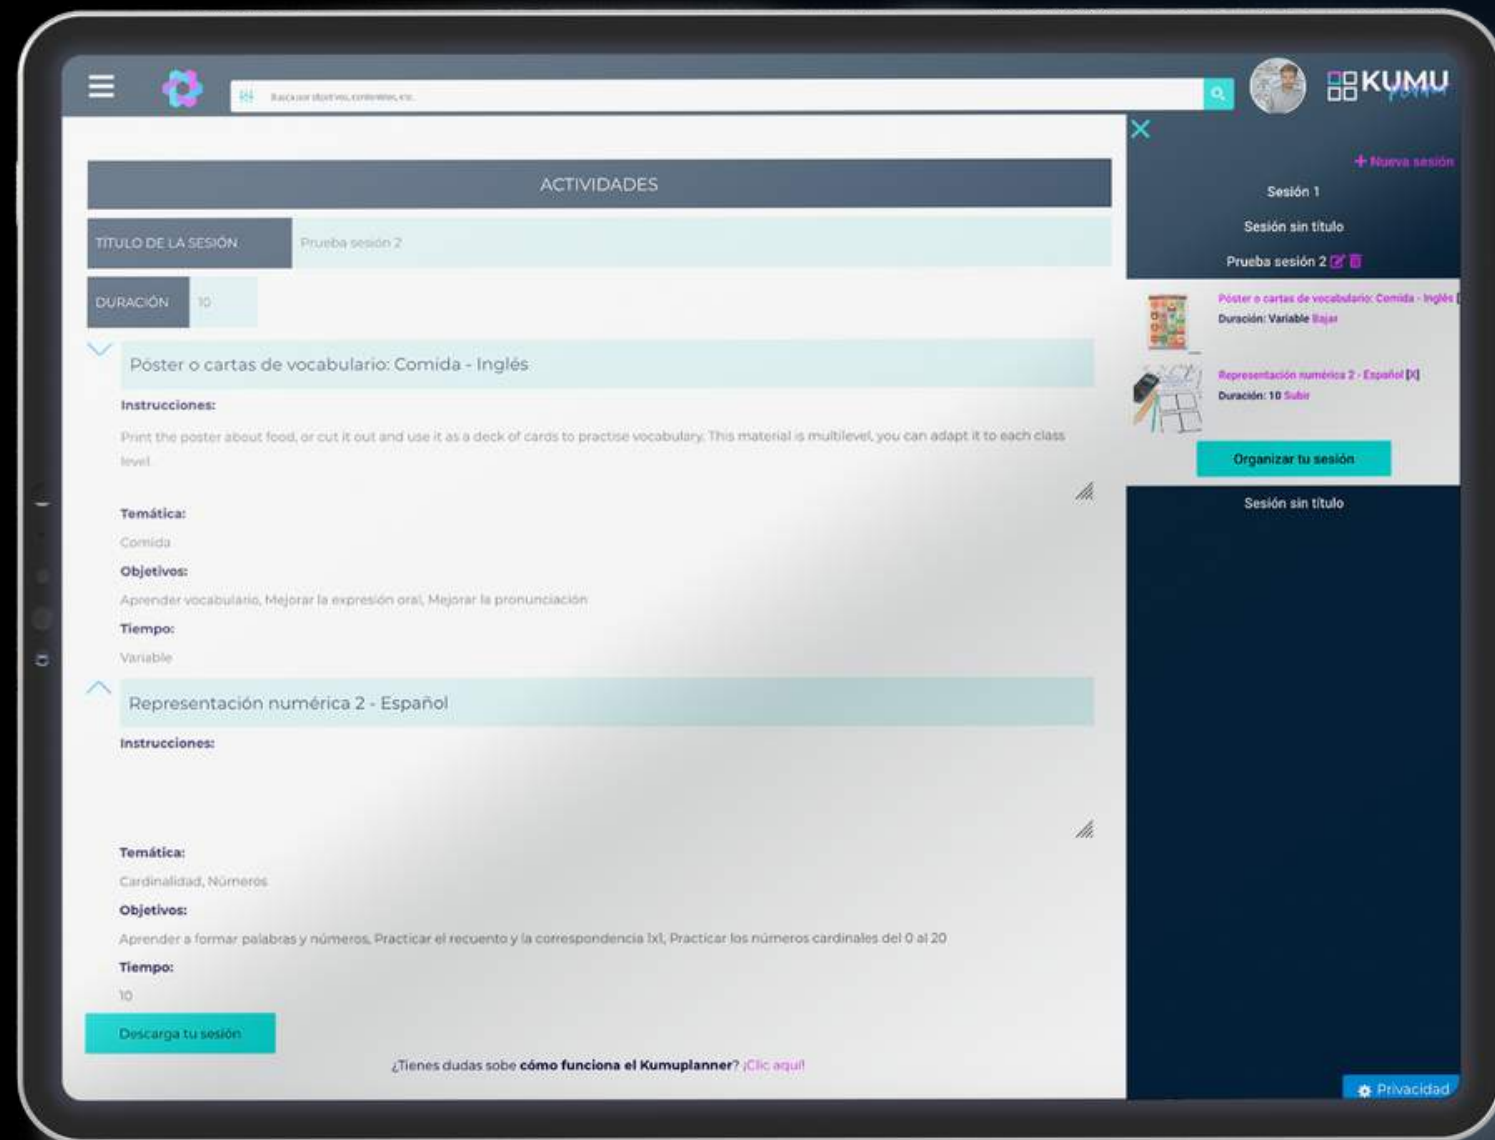 Busca por objetivos, contenidos, etc.
KUMU
+ Nueva sesión
Sesión 1
Sesión sin título
Prueba sesión 2
Póster o cartas de vocabulario: Comida - Inglés [
Duración: Variable Bajar
Representación numérica 2 - Español [X]
Duración: 10 Subir
Organizar tu sesión
Sesión sin título
ACTIVIDADES
TÍTULO DE LA SESIÓN
Prueba sesión 2
DURACIÓN
10
Póster o cartas de vocabulario: Comida - Inglés
Instrucciones:
Print the poster about food, or cut it out and use it as a deck of cards to practise vocabulary. This material is multilevel, you can adapt it to each class
level.
Temática:
Comida
Objetivos:
Aprender vocabulario, Mejorar la expresión oral, Mejorar la pronunciación
Tiempo:
Variable
Representación numérica 2 - Español
Instrucciones:
Temática:
Cardinalidad, Números
Objetivos:
Aprender a formar palabras y números, Practicar el recuento y la correspondencia 1x1, Practicar los números cardinales del 0 al 20
Tiempo:
10
Descarga tu sesión
¿Tienes dudas sobe cómo funciona el Kumuplanner? ¡Clic aquí!
Privacidad